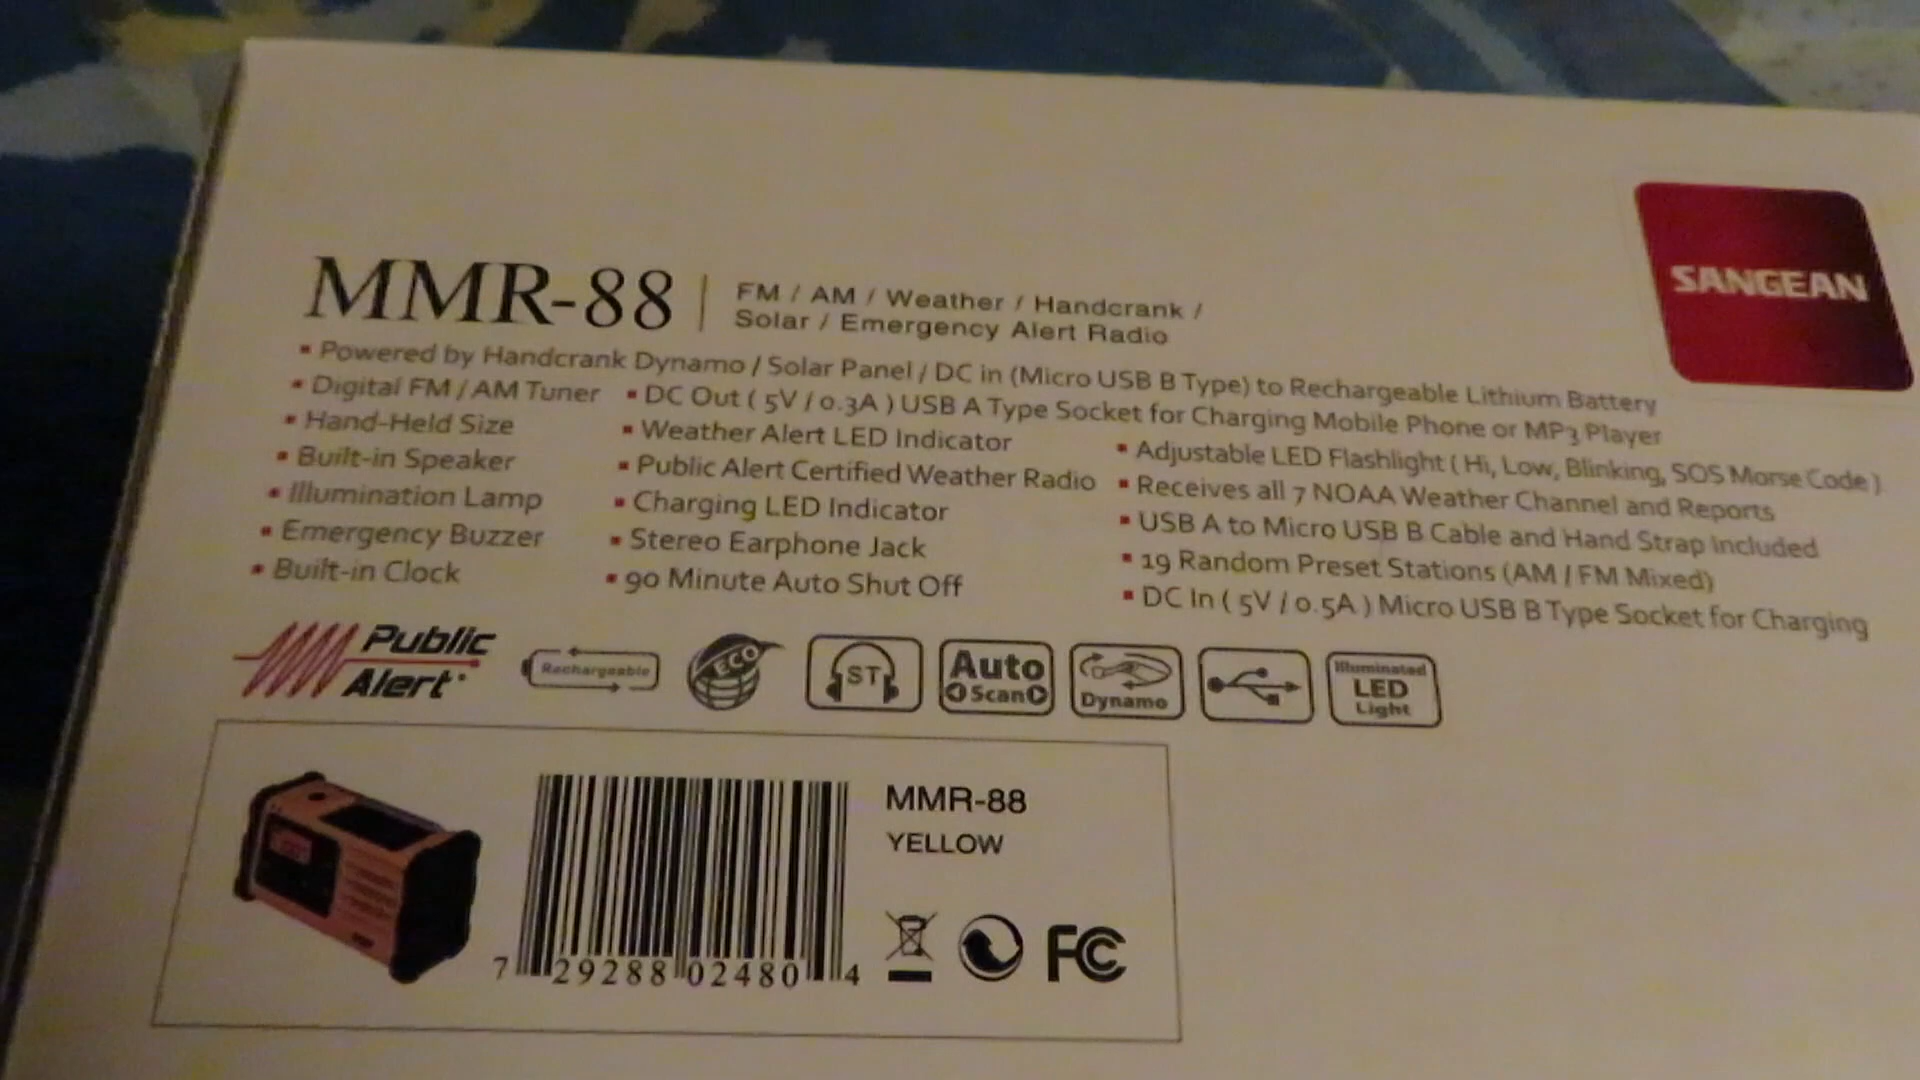 SANGEAN
MMR-88
FM / AM / Weather / Handcrank /
Solar / Emergency Alert Radio
▪ Powered by Handcrank Dynamo / Solar Panel / DC in (Micro USB B Type) to Rechargeable Lithium Battery
▪ Digital FM / AM Tuner
▪ DC Out ( 5V / 0.3A ) USB A Type Socket for Charging Mobile Phone or MP3 Player
▪ Hand-Held Size
▪ Built-in Speaker
▪ Illumination Lamp
▪ Emergency Buzzer
▪ Built-in Clock
▪ Weather Alert LED Indicator
▪ Public Alert Certified Weather Radio
▪ Charging LED Indicator
▪ Stereo Earphone Jack
▪ 90 Minute Auto Shut Off
▪ Adjustable LED Flashlight ( Hi, Low, Blinking, SOS Morse Code )
▪ Receives all 7 NOAA Weather Channel and Reports
▪ USB A to Micro USB B Cable and Hand Strap Included
▪ 19 Random Preset Stations (AM / FM Mixed)
▪ DC In ( 5V / 0.5A ) Micro USB B Type Socket for Charging
Public
Alert
Rechargeable
ECO
ST
Auto
Scan
Dynamo
Illuminated
LED
Light
MMR-88
YELLOW
FC
7 29288 02480 4